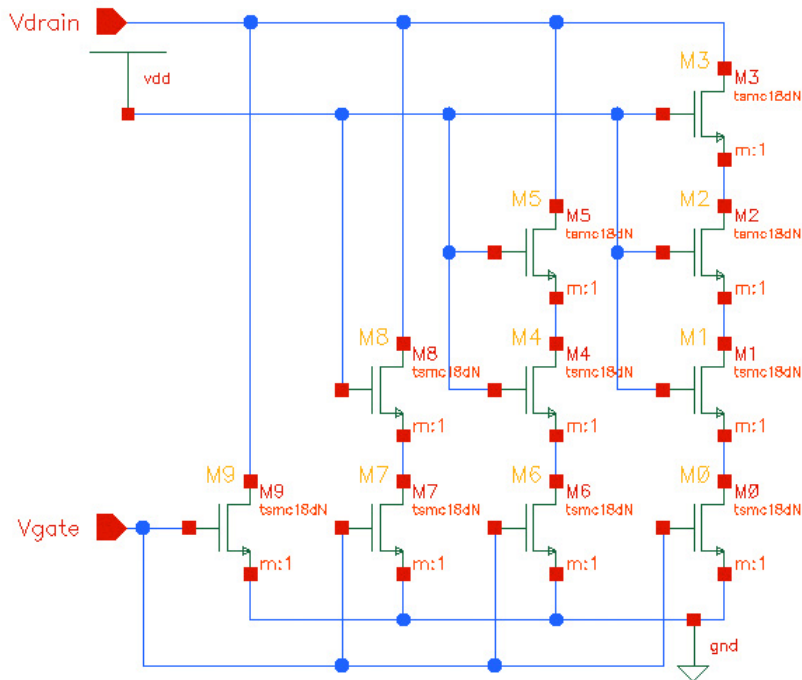 Vdrain
vdd
M3
M3
tsmc18dN
m:1
M5
M5
tsmc18dN
m:1
M2
M2
tsmc18dN
m:1
M8
M8
tsmc18dN
m:1
M4
M4
tsmc18dN
m:1
M1
M1
tsmc18dN
m:1
Vgate
M9
M9
tsmc18dN
m:1
M7
M7
tsmc18dN
m:1
M6
M6
tsmc18dN
m:1
M0
M0
tsmc18dN
m:1
gnd